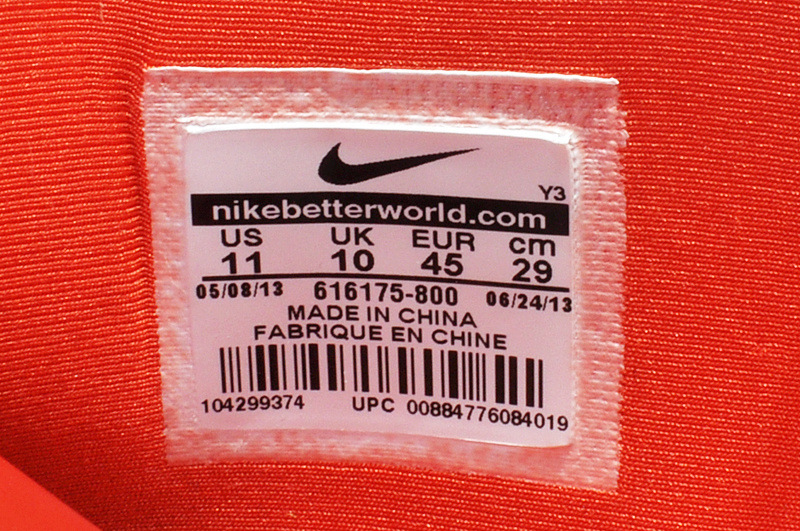 Y3
nikebetterworld.com
US UK EUR cm
11 10 45 29
05/08/13 616175-800 06/24/13
MADE IN CHINA
FABRIQUE EN CHINE
104299374 UPC 00884776084019